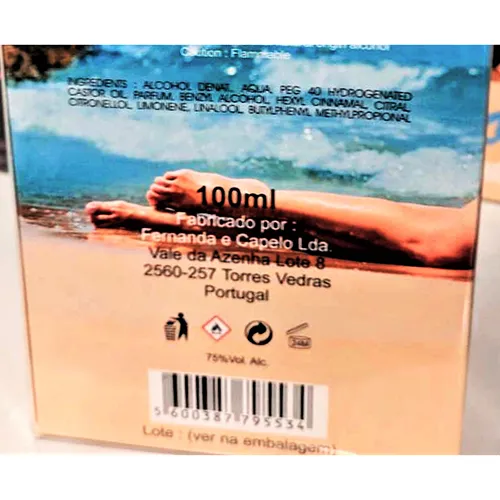 Caution : Flammable
INGREDIENTS : ALCOHOL DENAT., AQUA, PEG 40 HYDROGENATED
CASTOR OIL, PARFUM, BENZYL ALCOHOL, HEXYL CINNAMAL, CITRAL
CITRONELLOL, LIMONENE, LINALOOL, BUTYLPHENYL METHYLPROPIONAL
100ml
Fabricado por :
Fernanda e Capelo Lda.
Vale da Azenha Lote 8
2560-257 Torres Vedras
Portugal
24M
75%Vol. Alc.
5 600387 795534
Lote : (ver na embalagem)